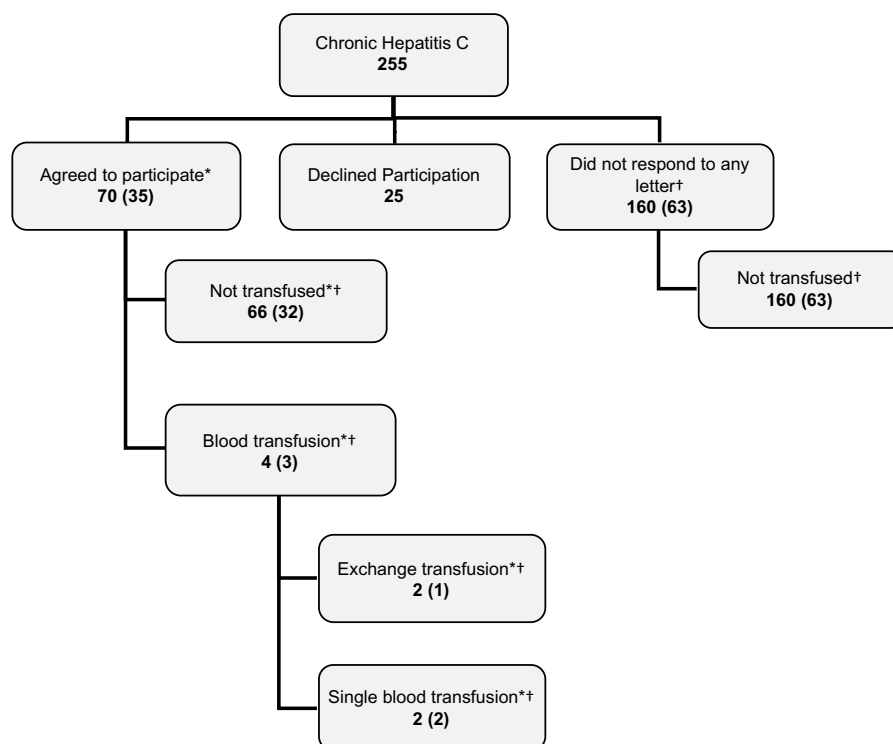 Chronic Hepatitis C
255
Agreed to participate*
70 (35)
Declined Participation
25
Did not respond to any
letter†
160 (63)
Not transfused*†
66 (32)
Not transfused†
160 (63)
Blood transfusion*†
4 (3)
Exchange transfusion*†
2 (1)
Single blood transfusion*†
2 (2)